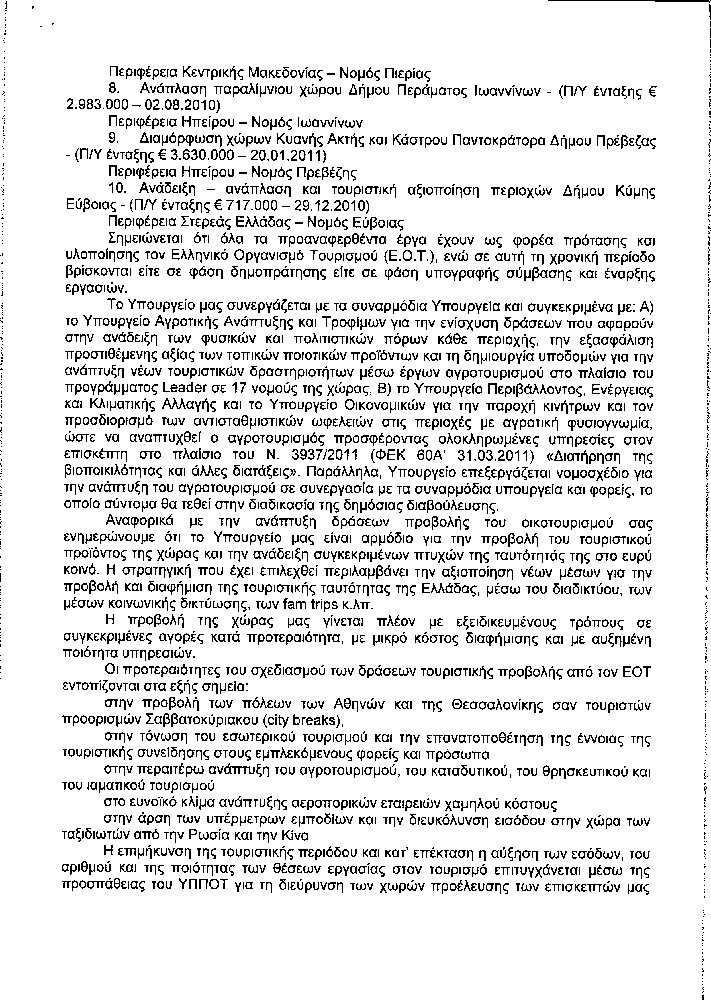 Περιφέρεια Κεντρικής Μακεδονίας – Νομός Πιερίας
8. Ανάπλαση παραλίμνιου χώρου Δήμου Περάματος Ιωαννίνων - (Π/Υ ένταξης €
2.983.000 – 02.08.2010)
Περιφέρεια Ηπείρου – Νομός Ιωαννίνων
9. Διαμόρφωση χώρων Κυανής Ακτής και Κάστρου Παντοκράτορα Δήμου Πρέβεζας
- (Π/Υ ένταξης € 3.630.000 – 20.01.2011)
Περιφέρεια Ηπείρου – Νομός Πρεβέζης
10. Ανάδειξη – ανάπλαση και τουριστική αξιοποίηση περιοχών Δήμου Κύμης
Εύβοιας - (Π/Υ ένταξης € 717.000 – 29.12.2010)
Περιφέρεια Στερεάς Ελλάδας – Νομός Εύβοιας
Σημειώνεται ότι όλα τα προαναφερθέντα έργα έχουν ως φορέα πρότασης και
υλοποίησης τον Ελληνικό Οργανισμό Τουρισμού (Ε.Ο.Τ.), ενώ σε αυτή τη χρονική περίοδο
βρίσκονται είτε σε φάση δημοπράτησης είτε σε φάση υπογραφής σύμβασης και έναρξης
εργασιών.
Το Υπουργείο μας συνεργάζεται με τα συναρμόδια Υπουργεία και συγκεκριμένα με: Α)
το Υπουργείο Αγροτικής Ανάπτυξης και Τροφίμων για την ενίσχυση δράσεων που αφορούν
στην ανάδειξη των φυσικών και πολιτιστικών πόρων κάθε περιοχής, την εξασφάλιση
προστιθέμενης αξίας των τοπικών ποιοτικών προϊόντων και τη δημιουργία υποδομών για την
ανάπτυξη νέων τουριστικών δραστηριοτήτων μέσω έργων αγροτουρισμού στο πλαίσιο του
προγράμματος Leader σε 17 νομούς της χώρας, Β) το Υπουργείο Περιβάλλοντος, Ενέργειας
και Κλιματικής Αλλαγής και το Υπουργείο Οικονομικών για την παροχή κινήτρων και τον
προσδιορισμό των αντισταθμιστικών ωφελειών στις περιοχές με αγροτική φυσιογνωμία,
ώστε να αναπτυχθεί ο αγροτουρισμός προσφέροντας ολοκληρωμένες υπηρεσίες στον
επισκέπτη στο πλαίσιο του Ν. 3937/2011 (ΦΕΚ 60Α’ 31.03.2011) «Διατήρηση της
βιοποικιλότητας και άλλες διατάξεις». Παράλληλα, Υπουργείο επεξεργάζεται νομοσχέδιο για
την ανάπτυξη του αγροτουρισμού σε συνεργασία με τα συναρμόδια υπουργεία και φορείς, το
οποίο σύντομα θα τεθεί στην διαδικασία της δημόσιας διαβούλευσης.
Αναφορικά με την ανάπτυξη δράσεων προβολής του οικοτουρισμού σας
ενημερώνουμε ότι το Υπουργείο μας είναι αρμόδιο για την προβολή του τουριστικού
προϊόντος της χώρας και την ανάδειξη συγκεκριμένων πτυχών της ταυτότητάς της στο ευρύ
κοινό. Η στρατηγική που έχει επιλεχθεί περιλαμβάνει την αξιοποίηση νέων μέσων για την
προβολή και διαφήμιση της τουριστικής ταυτότητας της Ελλάδας, μέσω του διαδικτύου, των
μέσων κοινωνικής δικτύωσης, των fam trips κ.λπ.
Η προβολή της χώρας μας γίνεται πλέον με εξειδικευμένους τρόπους σε
συγκεκριμένες αγορές κατά προτεραιότητα, με μικρό κόστος διαφήμισης και με αυξημένη
ποιότητα υπηρεσιών.
Οι προτεραιότητες του σχεδιασμού των δράσεων τουριστικής προβολής από τον ΕΟΤ
εντοπίζονται στα εξής σημεία:
στην προβολή των πόλεων των Αθηνών και της Θεσσαλονίκης σαν τουριστών
προορισμών Σαββατοκύριακου (city breaks),
στην τόνωση του εσωτερικού τουρισμού και την επανατοποθέτηση της έννοιας της
τουριστικής συνείδησης στους εμπλεκόμενους φορείς και πρόσωπα
στην περαιτέρω ανάπτυξη του αγροτουρισμού, του καταδυτικού, του θρησκευτικού και
του ιαματικού τουρισμού
στο ευνοϊκό κλίμα ανάπτυξης αεροπορικών εταιρειών χαμηλού κόστους
στην άρση των υπέρμετρων εμποδίων και την διευκόλυνση εισόδου στην χώρα των
ταξιδιωτών από την Ρωσία και την Κίνα
Η επιμήκυνση της τουριστικής περιόδου και κατ’ επέκταση η αύξηση των εσόδων, του
αριθμού και της ποιότητας των θέσεων εργασίας στον τουρισμό επιτυγχάνεται μέσω της
προσπάθειας του ΥΠΠΟΤ για τη διεύρυνση των χωρών προέλευσης των επισκεπτών μας